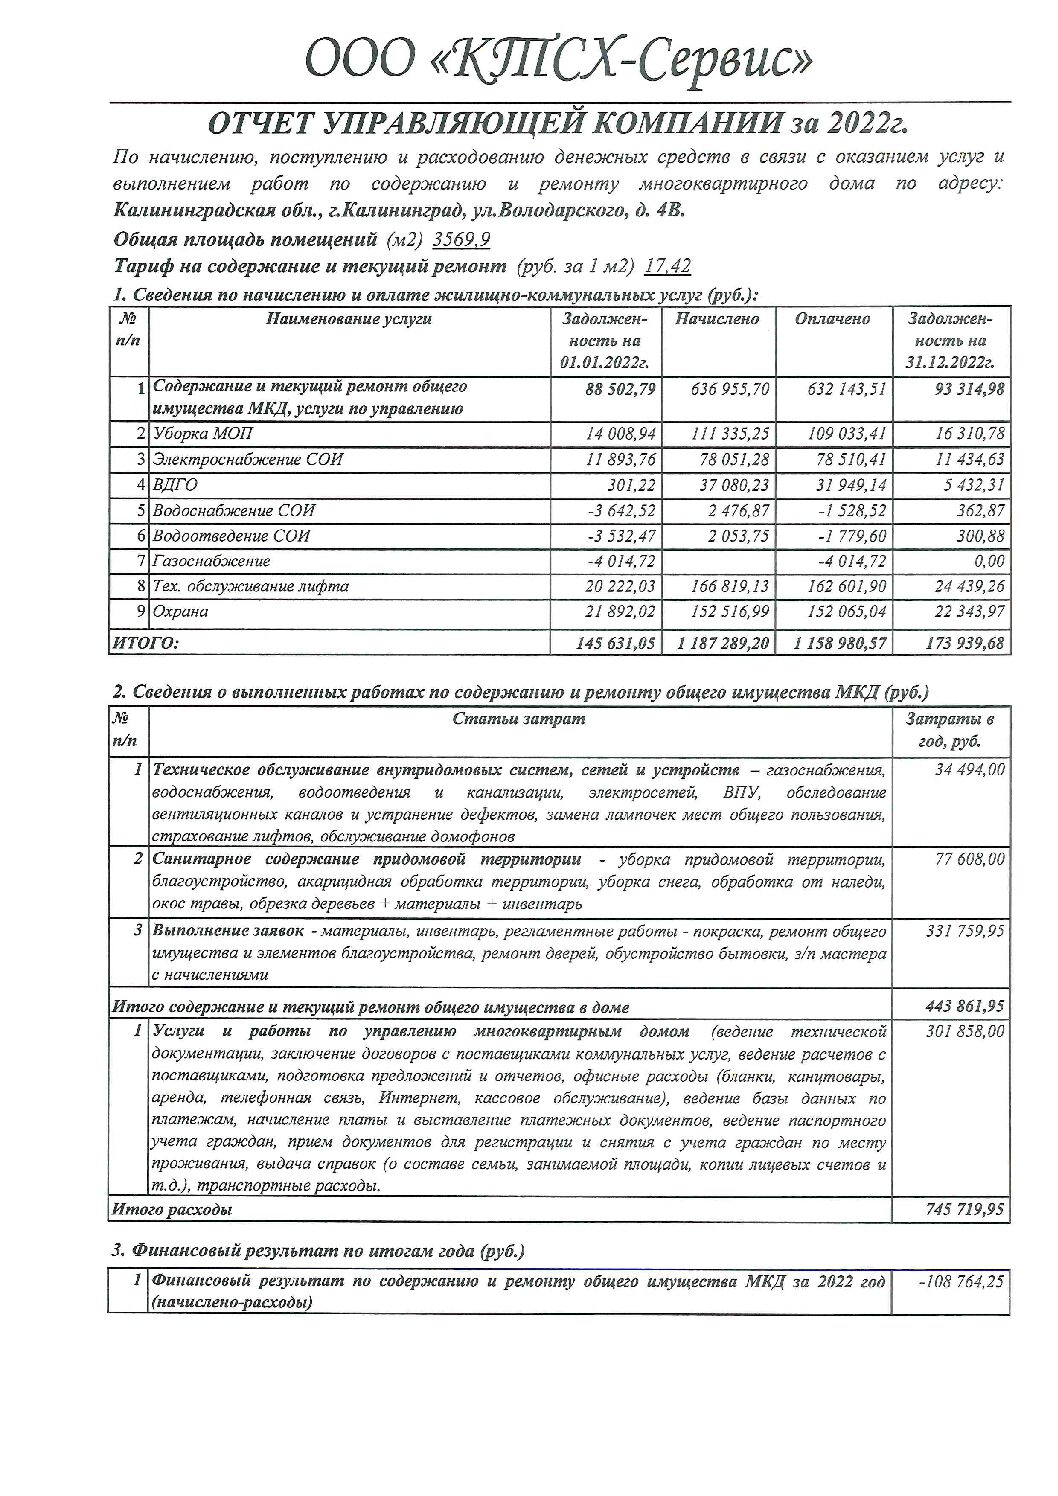 ООО «КТСХ-Сервис»
ОТЧЕТ УПРАВЛЯЮЩЕЙ КОМПАНИИ за 2022г.
По начислению, поступлению и расходованию денежных средств в связи с оказанием услуг и
выполнением работ по содержанию и ремонту многоквартирного дома по адресу:
Калининградская обл., г.Калининград, ул.Володарского, д. 4В.
Общая площадь помещений (м2) 3569,9
Тариф на содержание и текущий ремонт (руб. за 1 м2) 17,42
1. Сведения по начислению и оплате жилищно-коммунальных услуг (руб.):
№ Наименование услуги Задолжен- Начислено Оплачено Задолжен-
п/п ность на ность на
01.01.2022г. 31.12.2022г.
1 Содержание и текущий ремонт общего 88 502,79 636 955,70 632 143,51 93 314,98
имущества МКД, услуги по управлению
2 Уборка МОП 14 008,94 111 335,25 109 033,41 16 310,78
3 Электроснабжение СОИ 11 893,76 78 051,28 78 510,41 11 434,63
4 ВДГО 301,22 37 080,23 31 949,14 5 432,31
5 Водоснабжение СОИ -3 642,52 2 476,87 -1 528,52 362,87
6 Водоотведение СОИ -3 532,47 2 053,75 -1 779,60 300,88
7 Газоснабжение -4 014,72 -4 014,72 0,00
8 Тех. обслуживание лифта 20 222,03 166 819,13 162 601,90 24 439,26
9 Охрана 21 892,02 152 516,99 152 065,04 22 343,97
ИТОГО: 145 631,05 1 187 289,20 1 158 980,57 173 939,68
2. Сведения о выполненных работах по содержанию и ремонту общего имущества МКД (руб.)
№ Статьи затрат Затраты в
п/п год, руб.
1 Техническое обслуживание внутридомовых систем, сетей и устройств – газоснабжения, 34 494,00
водоснабжения, водоотведения и канализации, электросетей, ВПУ, обследование
вентиляционных каналов и устранение дефектов, замена лампочек мест общего пользования,
страхование лифтов, обслуживание домофонов
2 Санитарное содержание придомовой территории - уборка придомовой территории, 77 608,00
благоустройство, акарицидная обработка территории, уборка снега, обработка от наледи,
окос травы, обрезка деревьев + материалы – инвентарь
3 Выполнение заявок - материалы, инвентарь, регламентные работы - покраска, ремонт общего 331 759,95
имущества и элементов благоустройства, ремонт дверей, обустройство бытовки, з/п мастера
с начислениями
Итого содержание и текущий ремонт общего имущества в доме 443 861,95
1 Услуги и работы по управлению многоквартирным домом (ведение технической 301 858,00
документации, заключение договоров с поставщиками коммунальных услуг, ведение расчетов с
поставщиками, подготовка предложений и отчетов, офисные расходы (бланки, канцтовары,
аренда, телефонная связь, Интернет, кассовое обслуживание), ведение базы данных по
платежам, начисление платы и выставление платежных документов, ведение паспортного
учета граждан, прием документов для регистрации и снятия с учета граждан по месту
проживания, выдача справок (о составе семьи, занимаемой площади, копии лицевых счетов и
т.д.), транспортные расходы.
Итого расходы 745 719,95
3. Финансовый результат по итогам года (руб.)
1 Финансовый результат по содержанию и ремонту общего имущества МКД за 2022 год -108 764,25
(начислено-расходы)